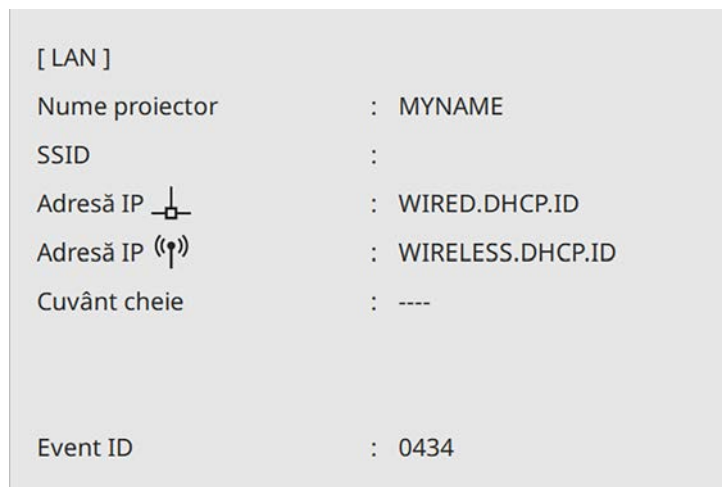 [ LAN ]
Nume proiector : MYNAME
SSID :
Adresă IP : WIRED.DHCP.ID
Adresă IP : WIRELESS.DHCP.ID
Cuvânt cheie : ----
Event ID : 0434